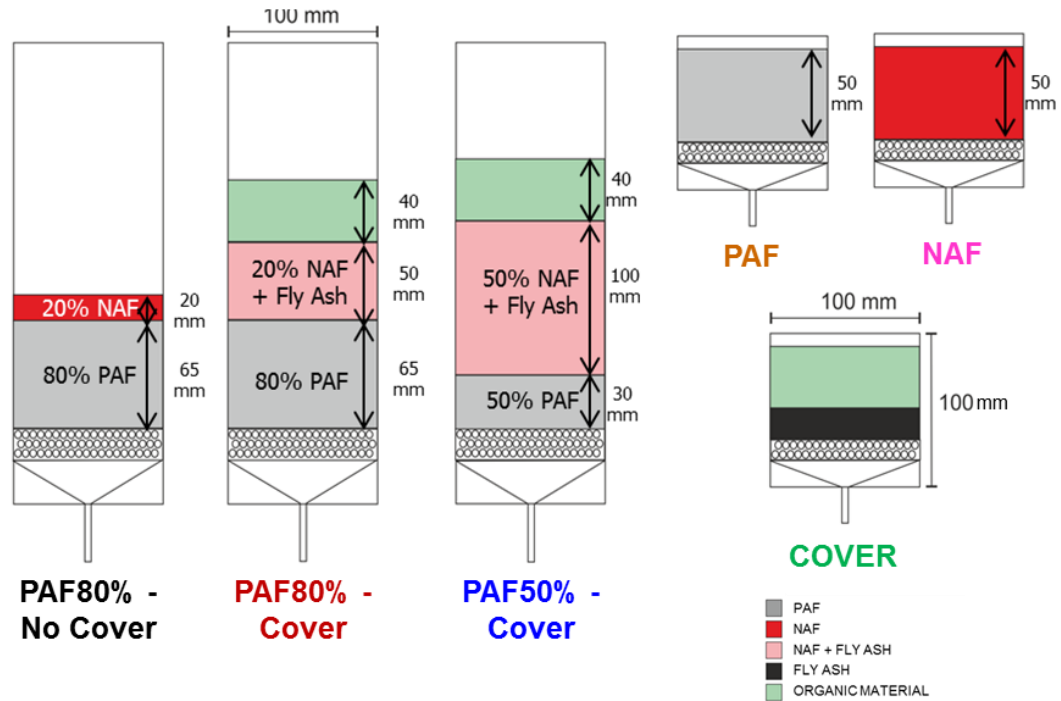 100 mm
40
mm
20% NAF
+ Fly Ash
50
mm
20% NAF
20
mm
80% PAF
65
mm
80% PAF
65
mm
40
mm
50% NAF
+ Fly Ash
100
mm
50% PAF
30
mm
PAF80% -
No Cover
PAF80% -
Cover
PAF50% -
Cover
50
mm
PAF
50
mm
NAF
100 mm
100 mm
COVER
PAF
NAF
NAF + FLY ASH
FLY ASH
ORGANIC MATERIAL